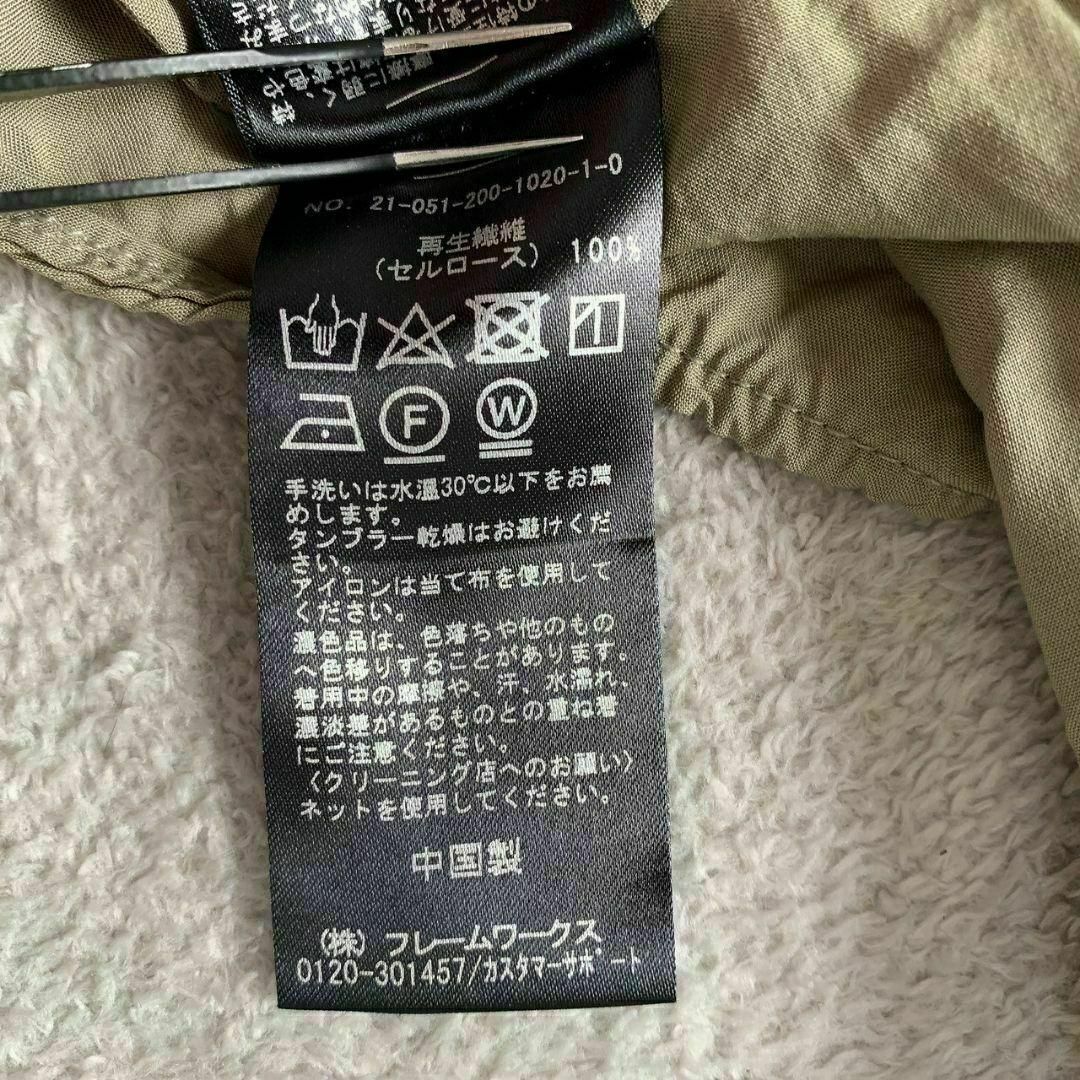 NO. 21-051-200-1020-1-0
再生繊維
(セルロース) 100%
F
W
手洗いは水温30℃以下をお薦
めします。
タンブラー乾燥はお避けくだ
さい。
アイロンは当て布を使用して
ください。
濃色品は、色落ちや他のもの
へ色移りすることがあります。
着用中の摩擦や、汗、水濡れ、
濃淡差があるものとの重ね着
にご注意ください。
〈クリーニング店へのお願い〉
ネットを使用してください。
中国製
(株) フレームワークス
0120-301457/カスタマーサポート